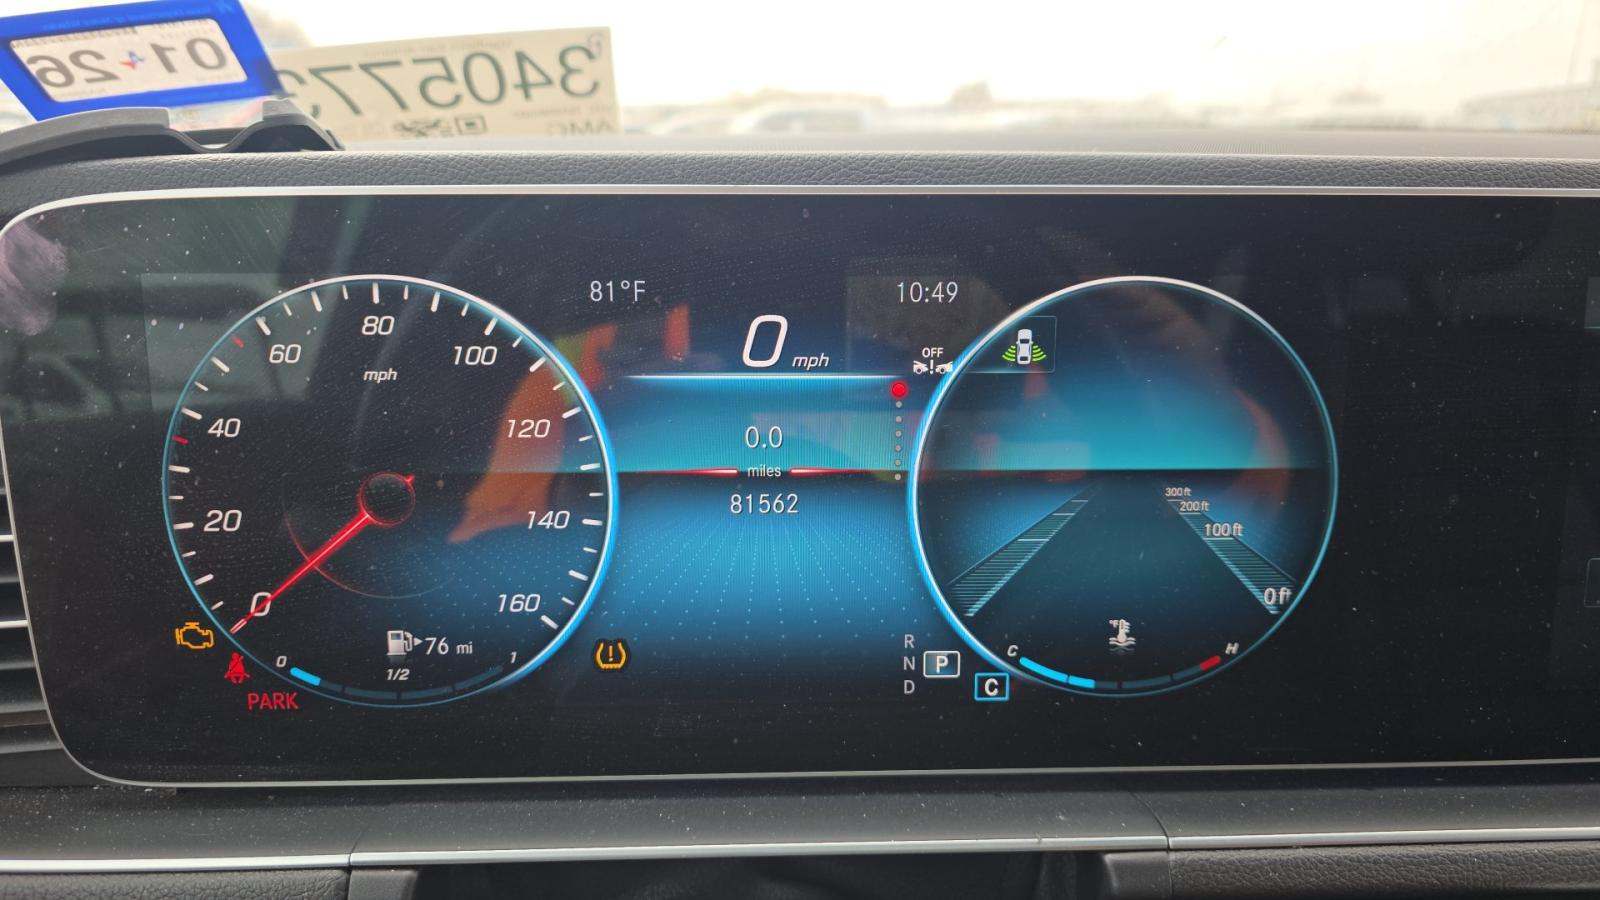 01 26
3405773
AMC
81°F
10:49
0 mph
OFF
80
60
100
mph
40
120
0.0
miles
81562
20
140
0
160
300 ft
200 ft
100 ft
0 ft
76 mi
0
1/2
1
PARK
R
N
P
D
C
°F
C
H